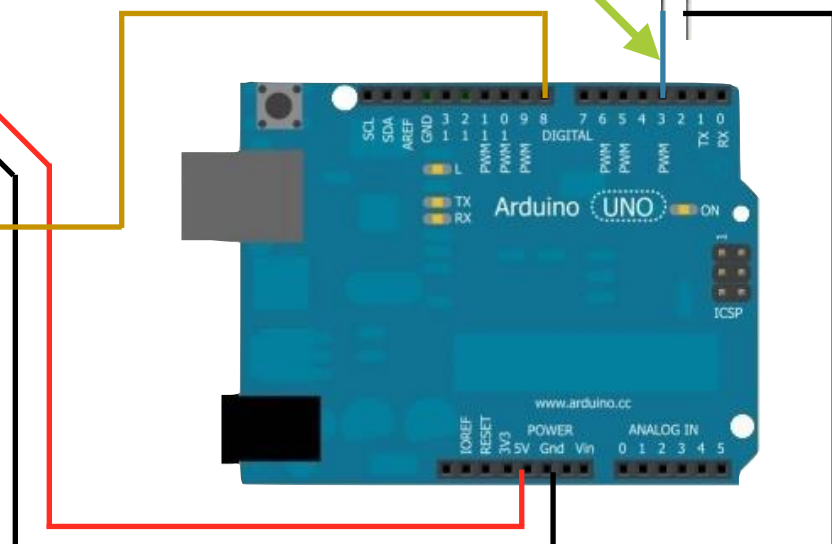 SCL SDA AREF GND 13 12 PWM 11 PWM 10 PWM 9 8 7 PWM 6 PWM 5 4 PWM 3 2 TX 1 RX 0
DIGITAL
L
TX
RX
Arduino UNO
ON
1
ICSP
www.arduino.cc
POWER ANALOG IN
IOREF RESET 3V3 5V Gnd Vin 0 1 2 3 4 5